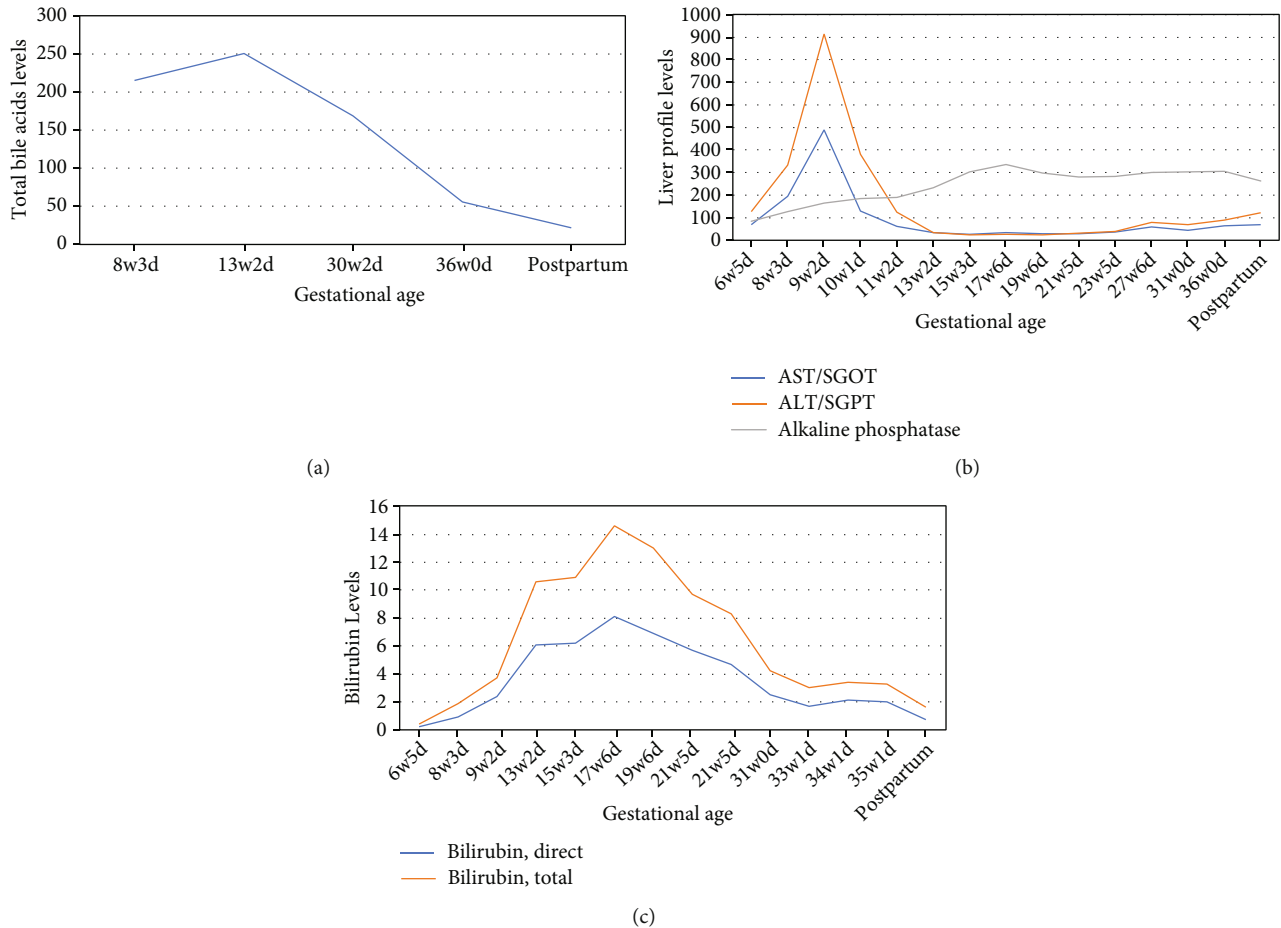 300
250
200
150
100
50
0
Total bile acids levels
8w3d 13w2d 30w2d 36w0d Postpartum
Gestational age
(a)
1000
900
800
700
600
500
400
300
200
100
0
Liver profile levels
6w5d 8w3d 9w2d 10w1d 11w2d 13w2d 15w3d 17w6d 19w6d 21w5d 23w5d 27w6d 31w0d 36w0d Postpartum
Gestational age
AST/SGOT
ALT/SGPT
Alkaline phosphatase
(b)
16
14
12
10
8
6
4
2
0
Bilirubin Levels
6w5d 8w3d 9w2d 13w2d 15w3d 17w6d 19w6d 21w5d 21w5d 31w0d 33w1d 34w1d 35w1d Postpartum
Gestational age
Bilirubin, direct
Bilirubin, total
(c)